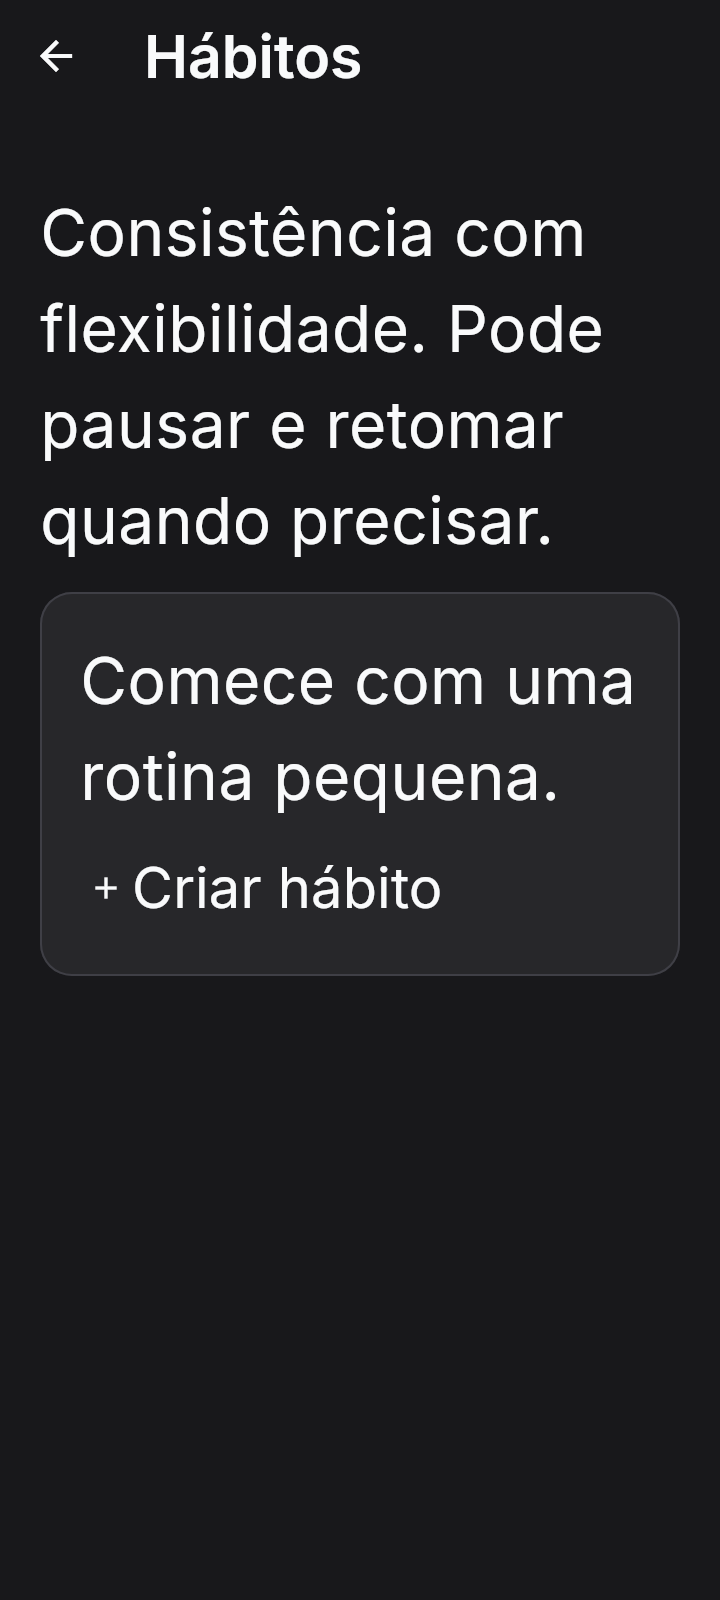 Hábitos
Consistência com
flexibilidade. Pode
pausar e retomar
quando precisar.
Comece com uma
rotina pequena.
+ Criar hábito